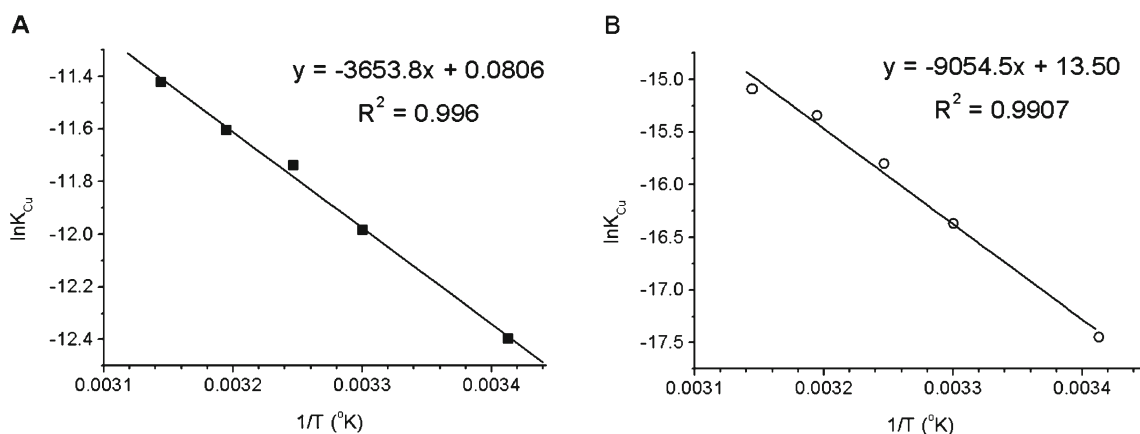 A
y = -3653.8x + 0.0806
R² = 0.996
-11.4
-11.6
-11.8
-12.0
-12.2
-12.4
lnK_Cu
0.0031
0.0032
0.0033
0.0034
1/T (°K)
B
y = -9054.5x + 13.50
R² = 0.9907
-15.0
-15.5
-16.0
-16.5
-17.0
-17.5
lnK_Cu
0.0031
0.0032
0.0033
0.0034
1/T (°K)